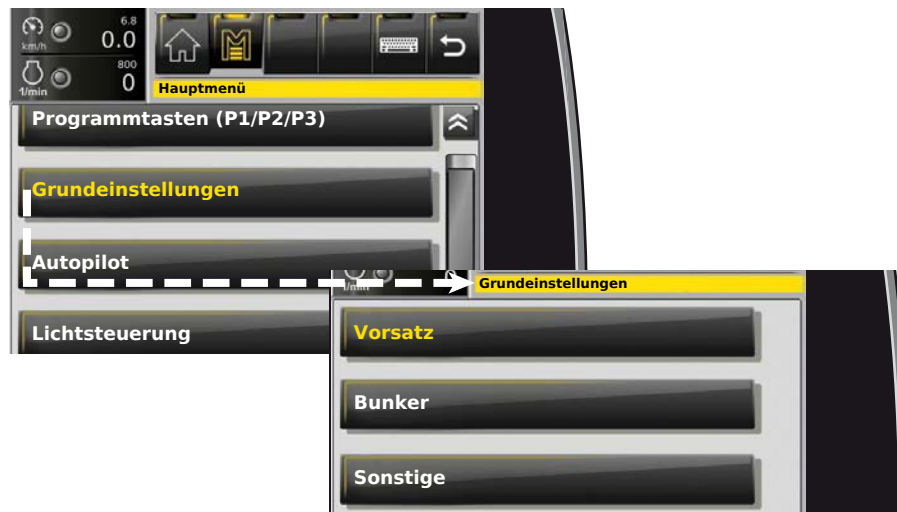 6.8
km/h 0.0
800
1/min 0
Hauptmenü
Programmtasten (P1/P2/P3)
Grundeinstellungen
Autopilot
Lichtsteuerung
Grundeinstellungen
Vorsatz
Bunker
Sonstige